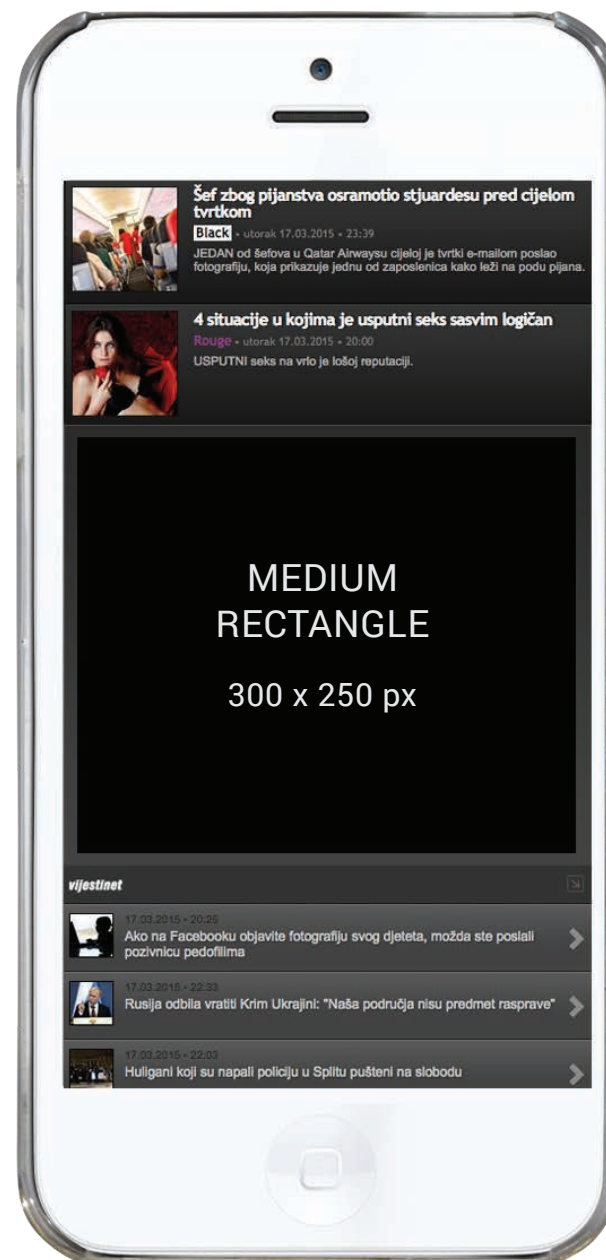 Šef zbog pijanstva osramotio stjuardesu pred cijelom
tvrtkom
Black • utorak 17.03.2015 • 23:39
JEDAN od šefova u Qatar Airwaysu cijeloj je tvrtki e-mailom poslao
fotografiju, koja prikazuje jednu od zaposlenica kako leži na podu pijana.
4 situacije u kojima je usputni seks sasvim logičan
Rouge • utorak 17.03.2015 • 20:00
USPUTNI seks na vrlo je lošoj reputaciji.
MEDIUM
RECTANGLE
300 x 250 px
vijestinet
17.03.2015 • 20:25
Ako na Facebooku objavite fotografiju svog djeteta, možda ste poslali
pozivnicu pedofilima
17.03.2015 • 22:33
Rusija odbila vratiti Krim Ukrajini: "Naša područja nisu predmet rasprave"
17.03.2015 • 22:03
Huligani koji su napali policiju u Splitu pušteni na slobodu